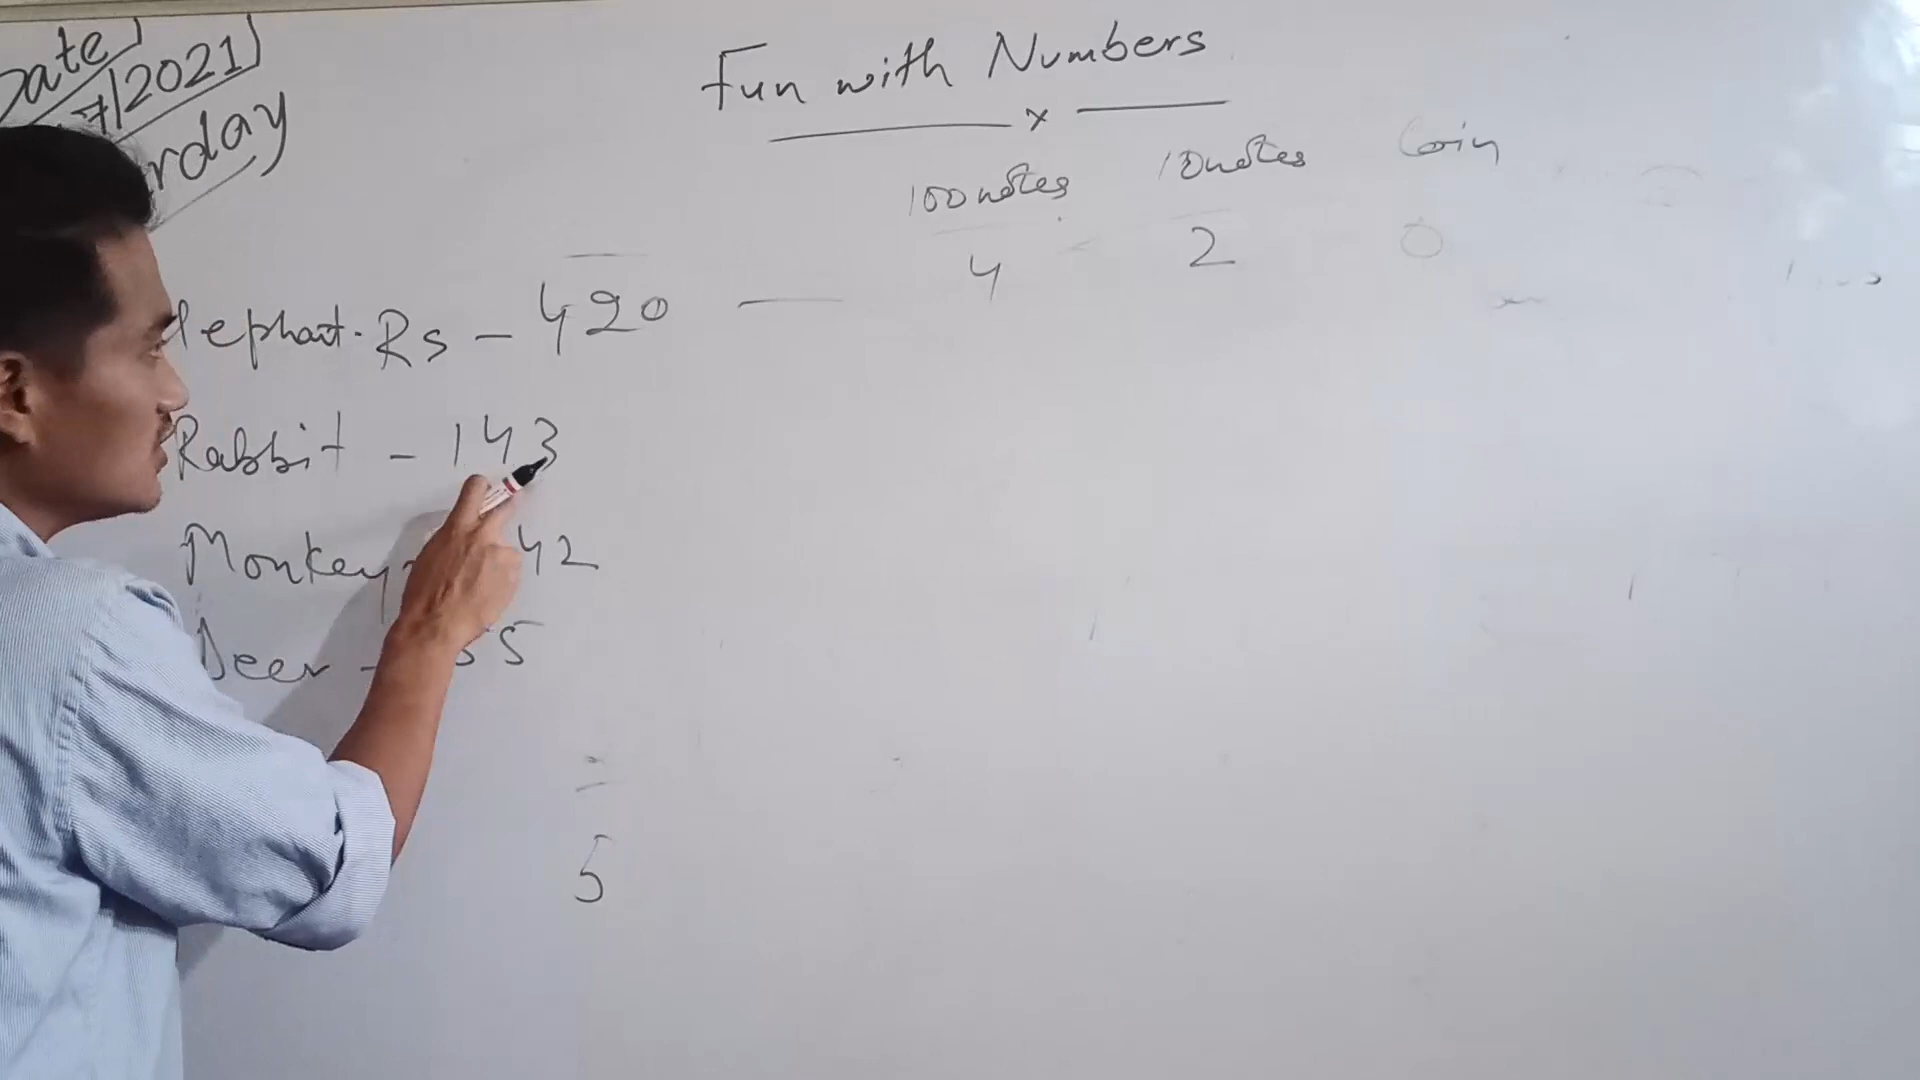 Date
7/2021
rday
Fun with Numbers
x
100 notes 10 notes Coin
lephant. Rs - 420 — 4 2 0
Rabbit - 143
Monkey - 42
Deer - 55
=
5